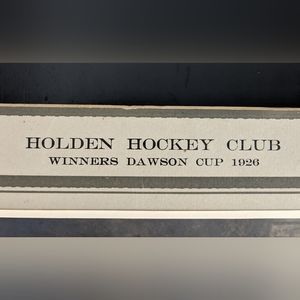 HOLDEN HOCKEY CLUB
WINNERS DAWSON CUP 1926